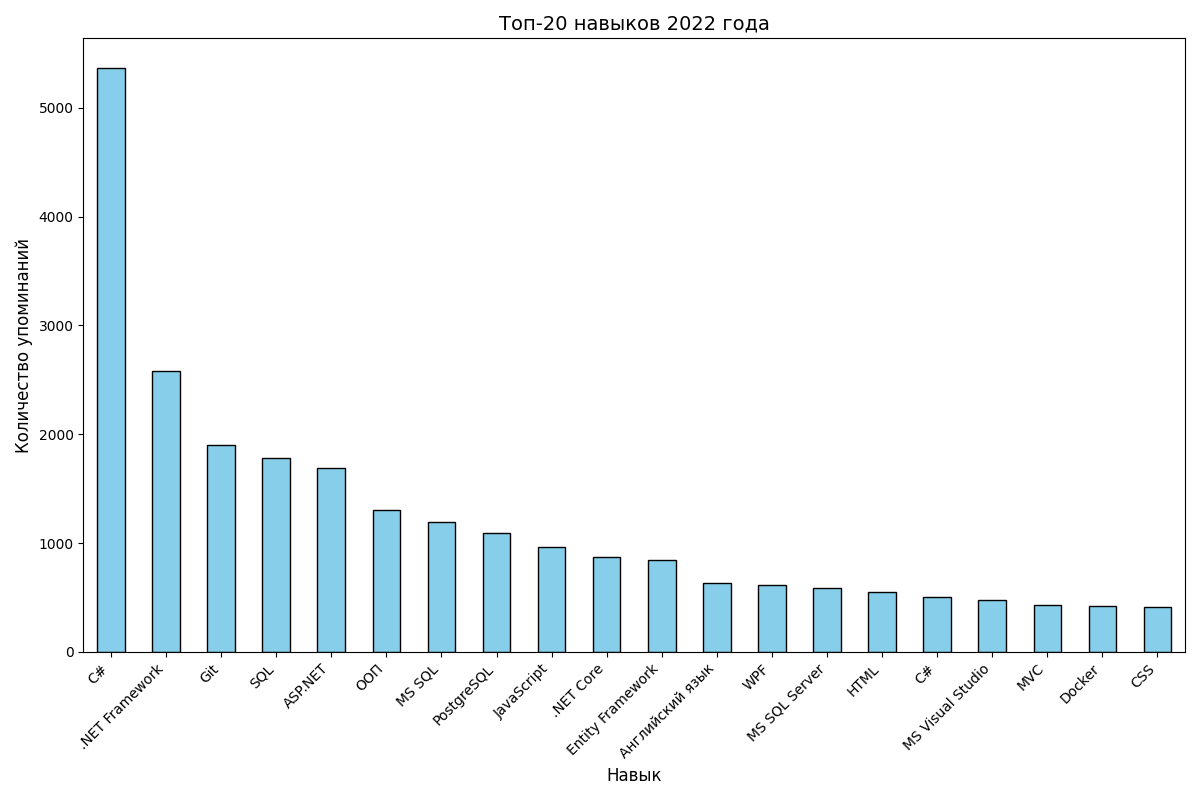 Топ-20 навыков 2022 года
Количество упоминаний
5000
4000
3000
2000
1000
0
C#
.NET Framework
Git
SQL
ASP.NET
ООП
MS SQL
PostgreSQL
JavaScript
.NET Core
Entity Framework
Английский язык
WPF
MS SQL Server
HTML
C#
MS Visual Studio
MVC
Docker
CSS
Навык